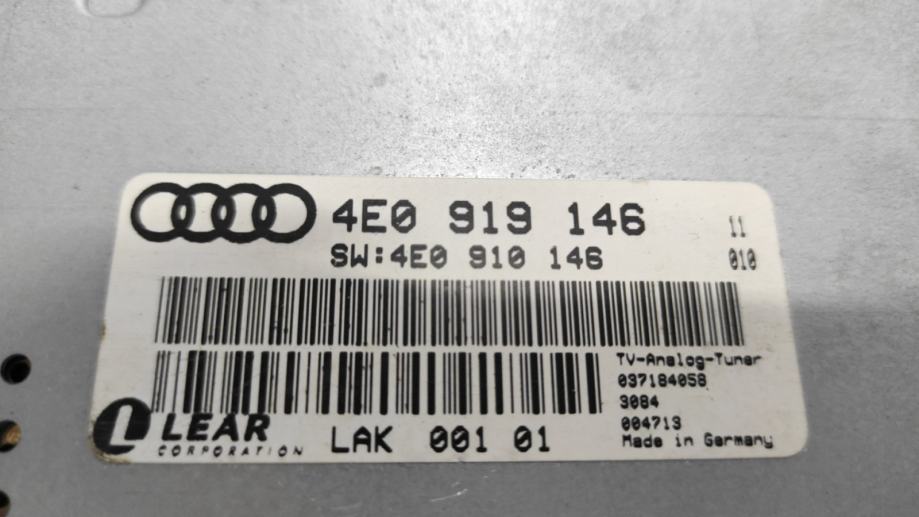 4E0 919 146 11
SW:4E0 910 146 010
TV-Analog-Tuner
037184058
3084
004713
Made in Germany
LEAR
CORPORATION
LAK 001 01